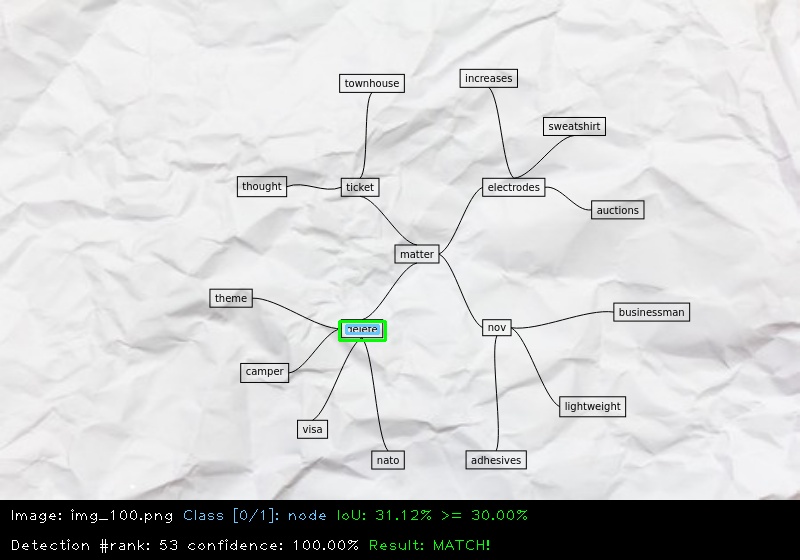 townhouse
increases
sweatshirt
thought
ticket
electrodes
auctions
matter
theme
businessman
delete
nov
camper
lightweight
visa
nato
adhesives
Image: img_100.png Class [0/1]: node IoU: 31.12% >= 30.00%
Detection #rank: 53 confidence: 100.00% Result: MATCH!